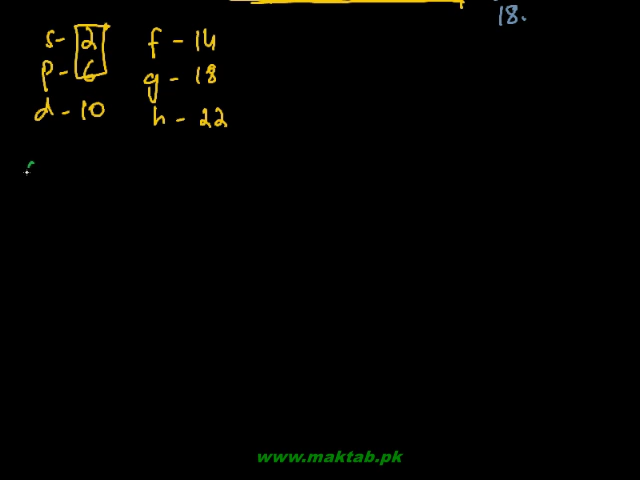 18.
s - 2 f - 14
p - 6 g - 18
d - 10 h - 22
www.maktab.pk